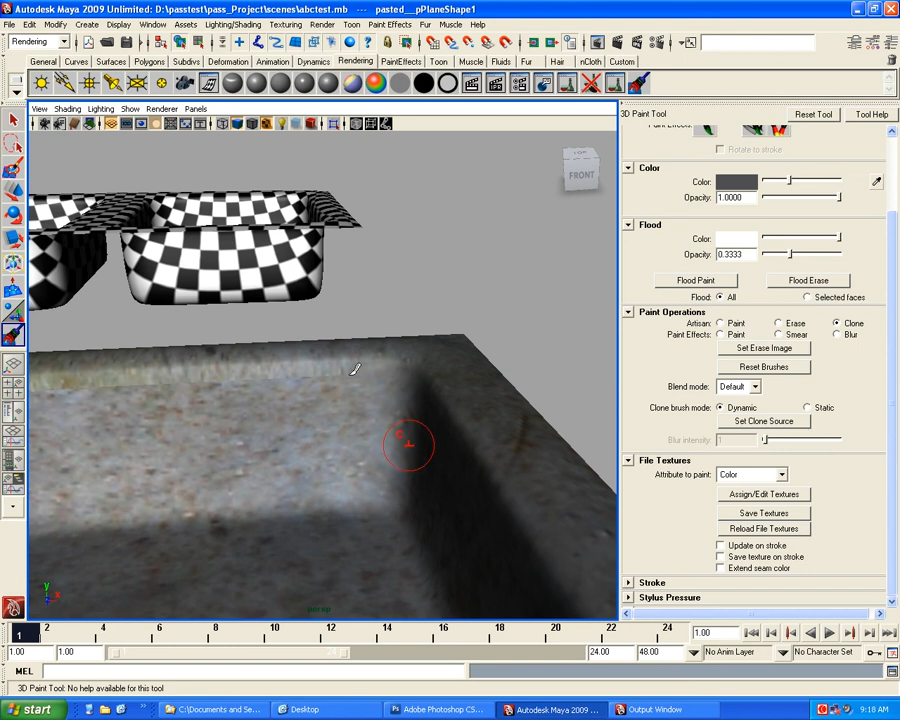 Autodesk Maya 2009 Unlimited: D:\passtest\pass_Project\scenes\abctest.mb --- pasted__pPlaneShape1
File Edit Modify Create Display Window Assets Lighting/Shading Texturing Render Toon Paint Effects Fur Muscle Help
Rendering
General Curves Surfaces Polygons Subdivs Deformation Animation Dynamics Rendering PaintEffects Toon Muscle Fluids Fur Hair nCloth Custom
View Shading Lighting Show Renderer Panels
3D Paint Tool Reset Tool Tool Help
Rotate to stroke
Color
Color:
Opacity: 1.0000
Flood
Color:
Opacity: 0.3333
Flood Paint Flood Erase
Flood: All Selected faces
Paint Operations
Artisan: Paint Erase Clone
Paint Effects: Paint Smear Blur
Set Erase Image
Reset Brushes
Blend mode: Default
Clone brush mode: Dynamic Static
Set Clone Source
Blur intensity: 1
File Textures
Attribute to paint: Color
Assign/Edit Textures
Save Textures
Reload File Textures
Update on stroke
Save texture on stroke
Extend seam color
Stroke
Stylus Pressure
TOP
FRONT
C
y
x
persp
1 2 4 6 8 10 12 14 16 18 20 22 24 1.00
1.00 1.00 24 24.00 48.00 No Anim Layer No Character Set
MEL
3D Paint Tool: No help available for this tool
start C:\Documents and Se... Desktop Adobe Photoshop CS... Autodesk Maya 2009 ... Output Window 9:18 AM